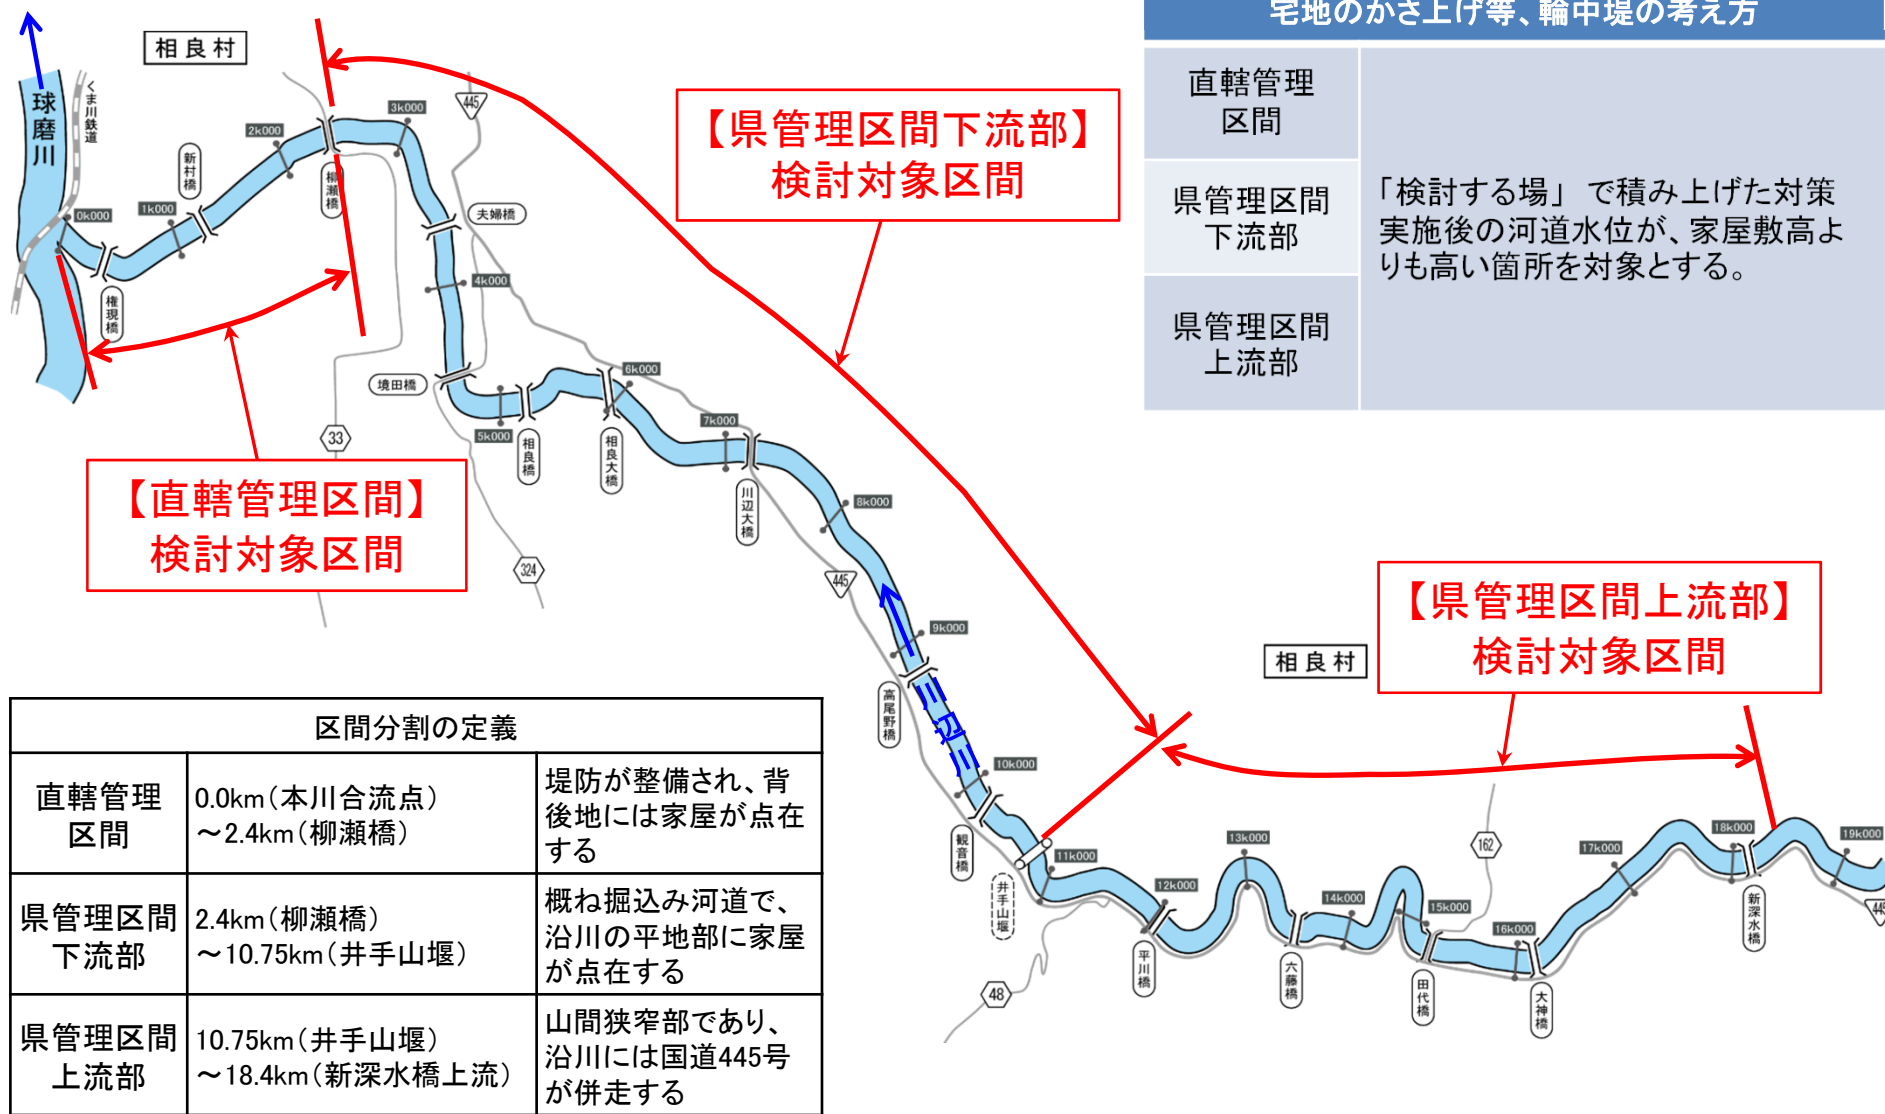 宅地のかさ上げ等、輪中堤の考え方
直轄管理
区間
県管理区間
下流部
県管理区間
上流部
「検討する場」 で積み上げた対策
実施後の河道水位が、家屋敷高よ
りも高い箇所を対象とする。
相良村
球磨川
くま川鉄道
0k000
1k000
2k000
3k000
4k000
5k000
6k000
7k000
8k000
9k000
10k000
11k000
12k000
13k000
14k000
15k000
16k000
17k000
18k000
19k000
権現橋
新村橋
柳瀬橋
夫婦橋
境田橋
相良橋
相良大橋
川辺大橋
高尾野橋
観音橋
井手山堰
平川橋
六藤橋
田代橋
大神橋
新深水橋
445
33
324
445
48
162
445
【県管理区間下流部】
検討対象区間
【直轄管理区間】
検討対象区間
相良村
【県管理区間上流部】
検討対象区間
区間分割の定義
直轄管理
区間
0.0km(本川合流点)
~2.4km(柳瀬橋)
堤防が整備され、背
後地には家屋が点在
する
県管理区間
下流部
2.4km(柳瀬橋)
~10.75km(井手山堰)
概ね掘込み河道で、
沿川の平地部に家屋
が点在する
県管理区間
上流部
10.75km(井手山堰)
~18.4km(新深水橋上流)
山間狭窄部であり、
沿川には国道445号
が併走する